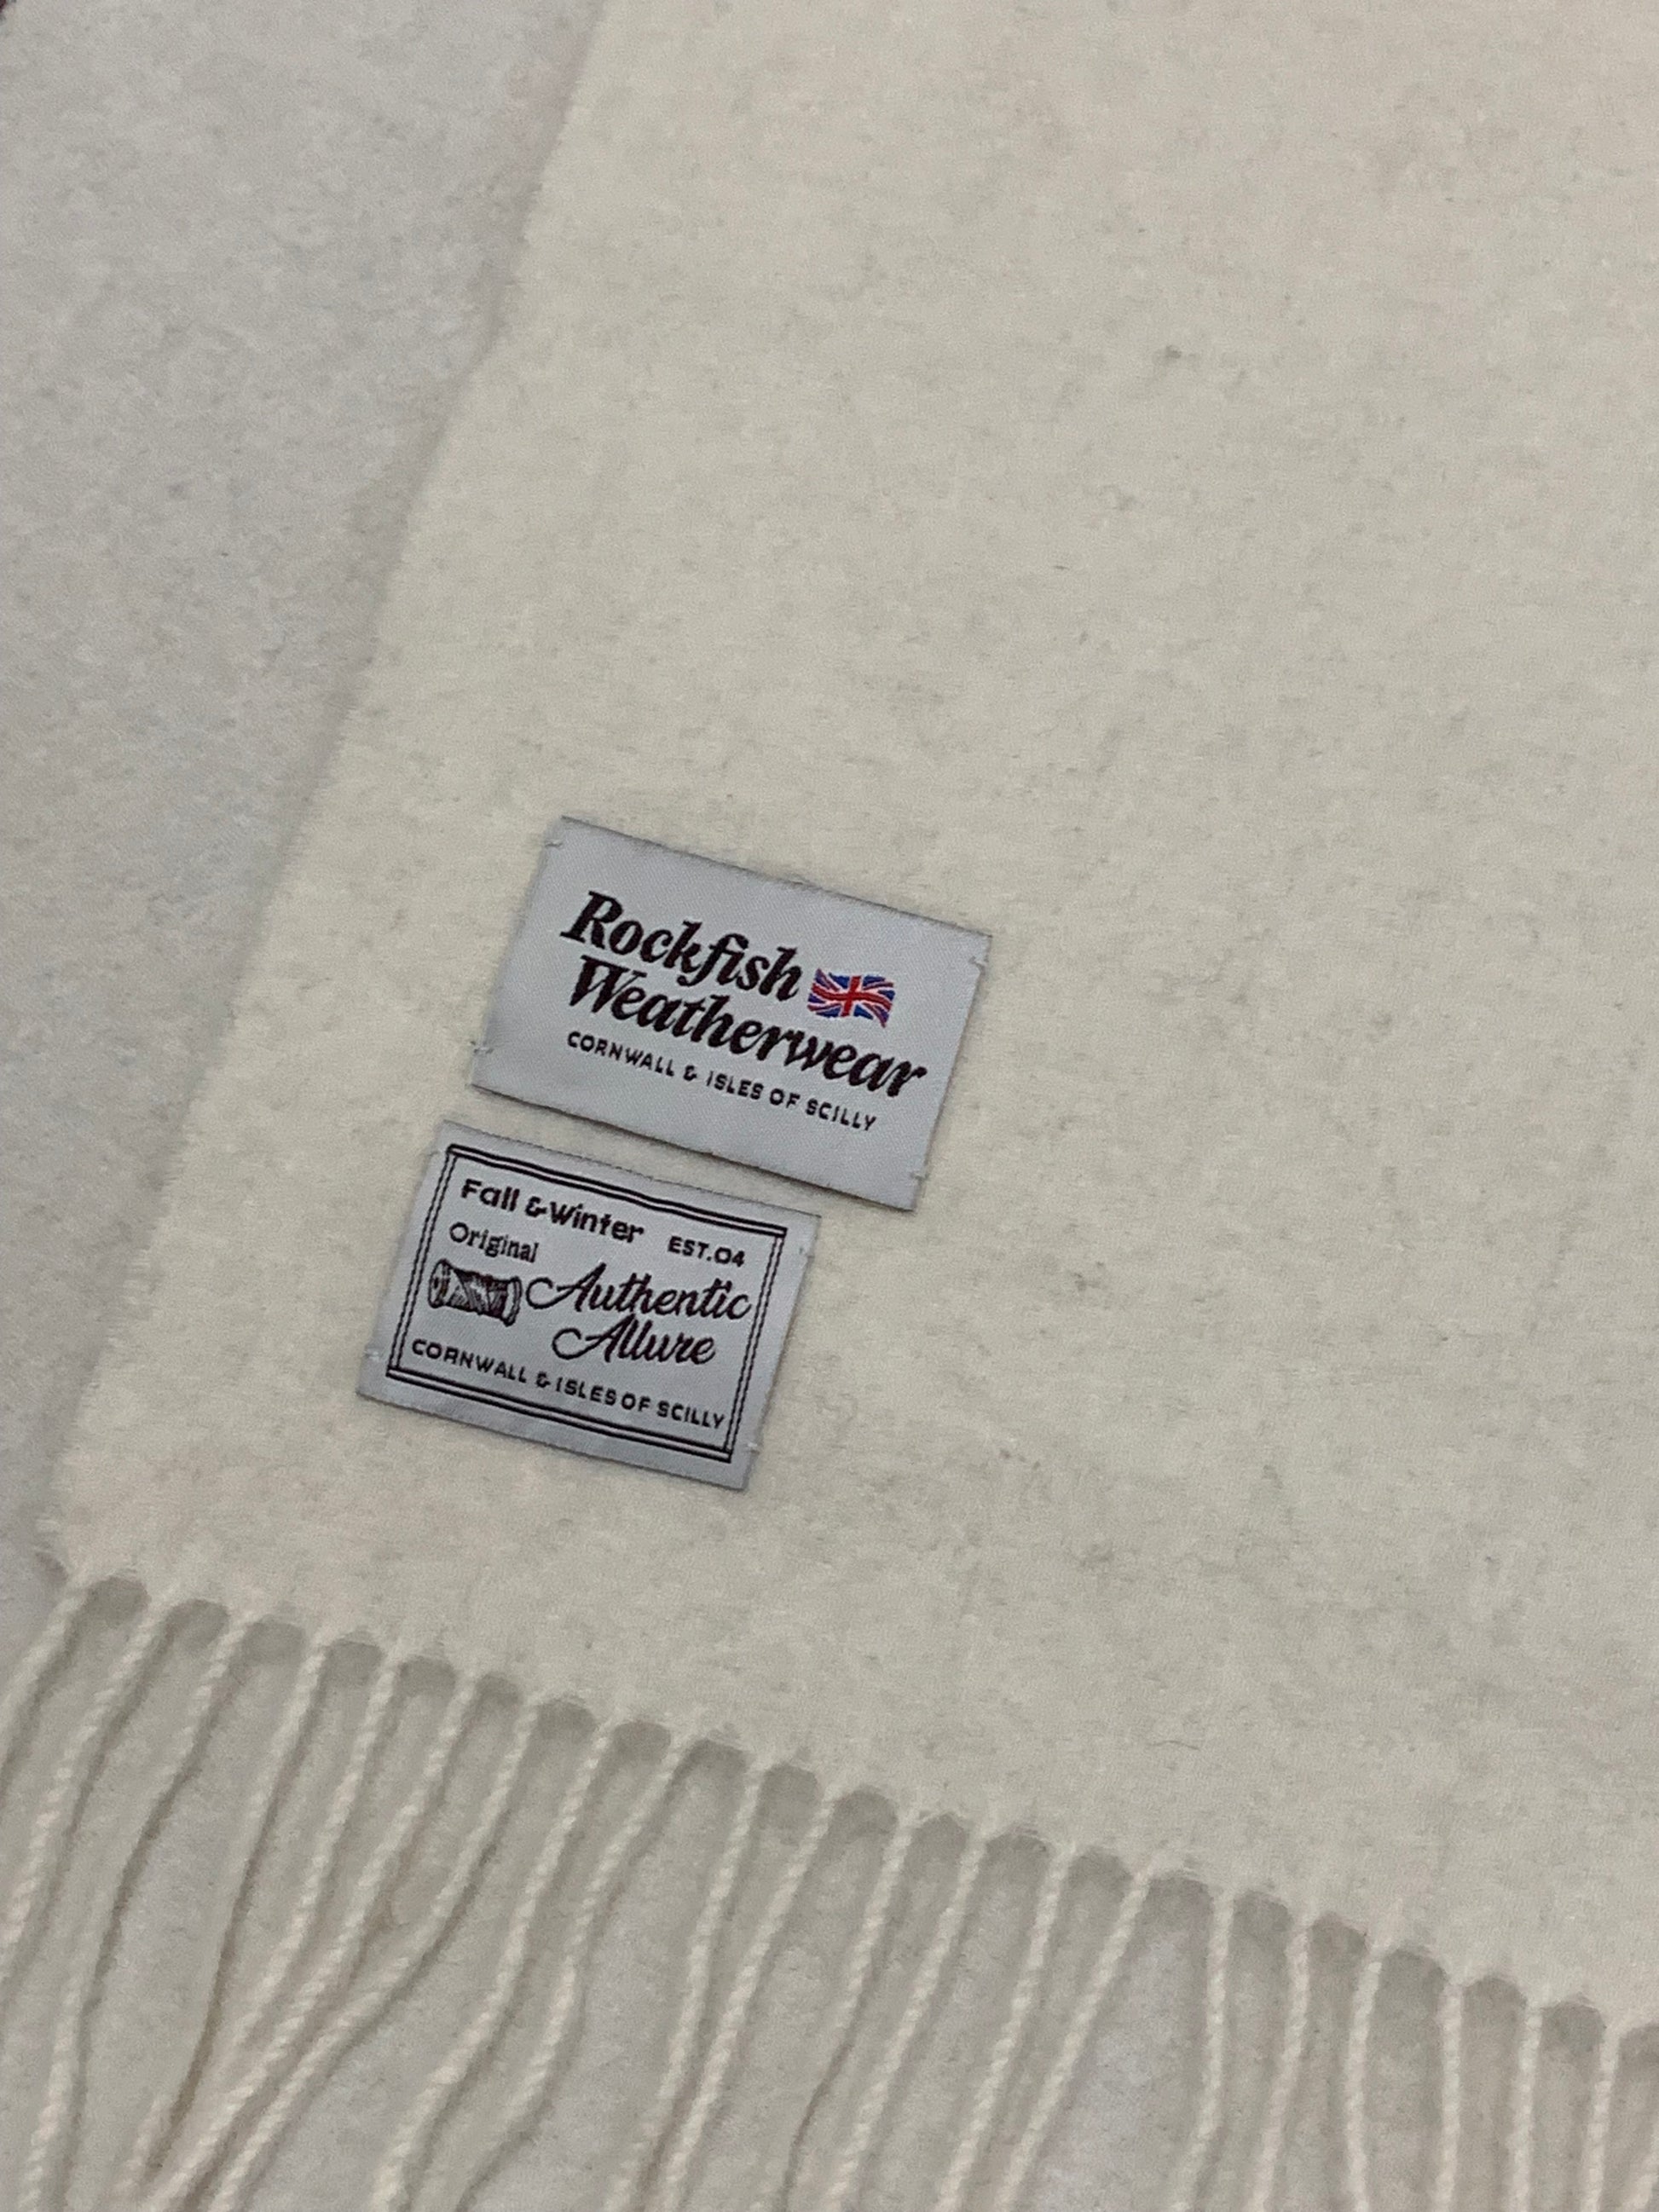 Rockfish
Weatherwear
CORNWALL & ISLES OF SCILLY
Fall & Winter
EST.04
Original
Authentic
Allure
CORNWALL & ISLES OF SCILLY